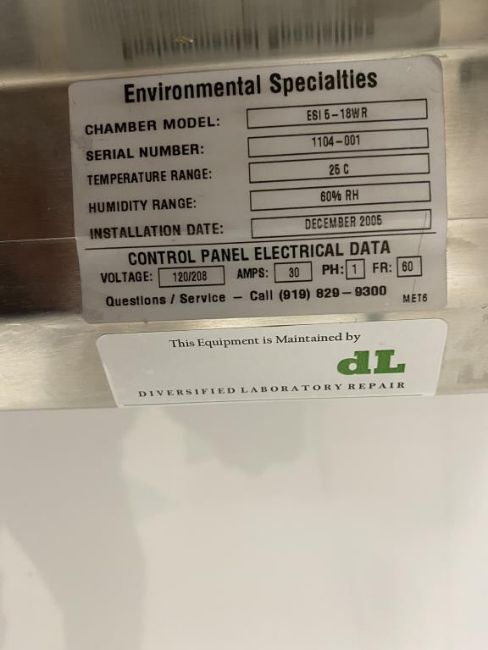 Environmental Specialties
CHAMBER MODEL: ESI 5-18WR
SERIAL NUMBER: 1104-001
TEMPERATURE RANGE: 25 C
HUMIDITY RANGE: 60% RH
INSTALLATION DATE: DECEMBER 2005
CONTROL PANEL ELECTRICAL DATA
VOLTAGE: 120/208 AMPS: 30 PH: 1 FR: 60
Questions / Service – Call (919) 829–9300 MET6
This Equipment is Maintained by
dL
DIVERSIFIED LABORATORY REPAIR